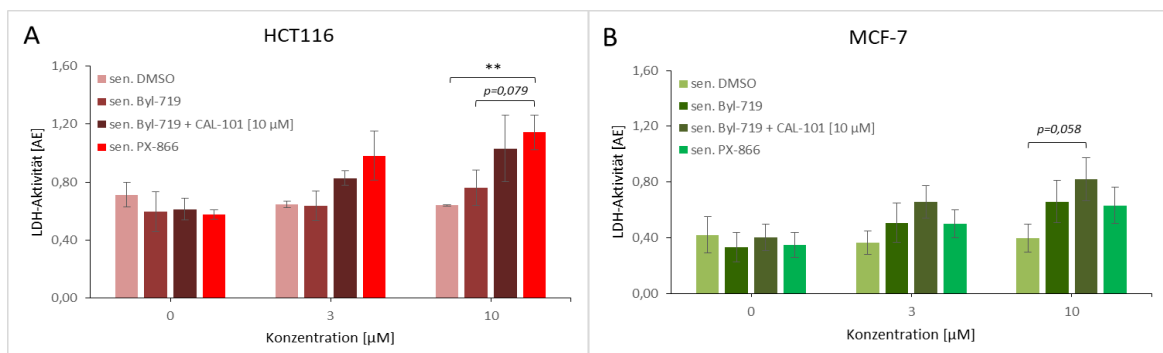 A
HCT116
1,60
1,20
0,80
0,40
0,00
LDH-Aktivität [AE]
sen. DMSO
sen. Byl-719
sen. Byl-719 + CAL-101 [10 µM]
sen. PX-866
**
p=0,079
0
3
10
Konzentration [µM]
B
MCF-7
1,60
1,20
0,80
0,40
0,00
LDH-Aktivität [AE]
sen. DMSO
sen. Byl-719
sen. Byl-719 + CAL-101 [10 µM]
sen. PX-866
p=0,058
0
3
10
Konzentration [µM]